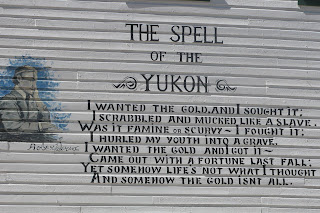 THE SPELL
OF THE
YUKON
I WANTED THE GOLD, AND I SOUGHT IT;
I SCRABBLED AND MUCKED LIKE A SLAVE.
WAS IT FAMINE OR SCURVY~ I FOUGHT IT;
I HURLED MY YOUTH INTO A GRAVE.
I WANTED THE GOLD AND I GOT IT~
CAME OUT WITH A FORTUNE LAST FALL;
YET SOMEHOW LIFE'S NOT WHAT I THOUGHT
AND SOMEHOW THE GOLD ISN'T ALL.